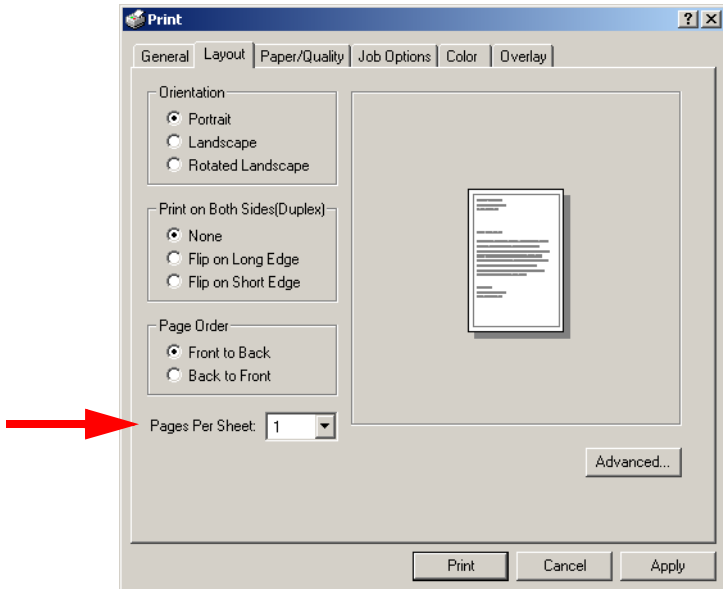 Print
General Layout Paper/Quality Job Options Color Overlay
Orientation
Portrait
Landscape
Rotated Landscape
Print on Both Sides(Duplex)
None
Flip on Long Edge
Flip on Short Edge
Page Order
Front to Back
Back to Front
Pages Per Sheet: 1
Advanced...
Print Cancel Apply